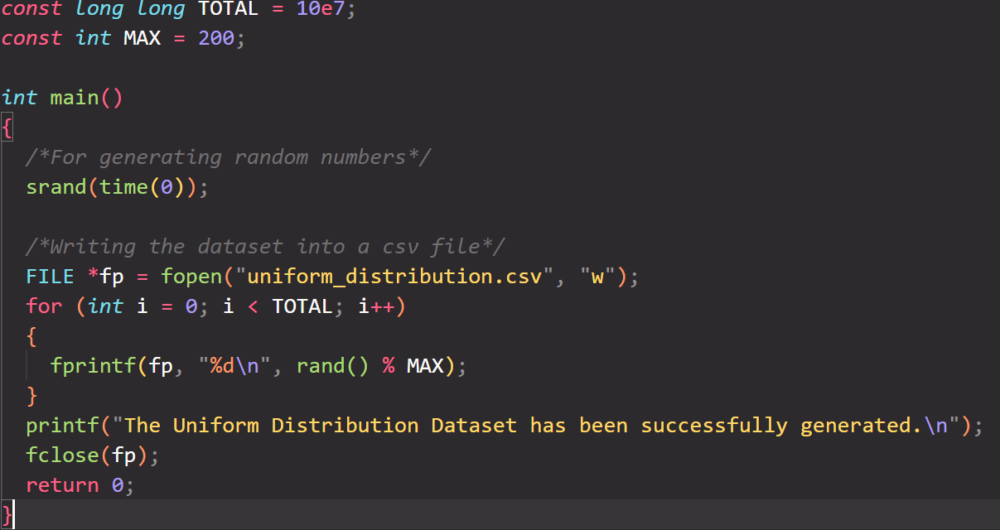 const long long TOTAL = 10e7;
const int MAX = 200;
int main()
{
/*For generating random numbers*/
srand(time(0));
/*Writing the dataset into a csv file*/
FILE *fp = fopen("uniform_distribution.csv", "w");
for (int i = 0; i < TOTAL; i++)
{
fprintf(fp, "%d\n", rand() % MAX);
}
printf("The Uniform Distribution Dataset has been successfully generated.\n");
fclose(fp);
return 0;
}